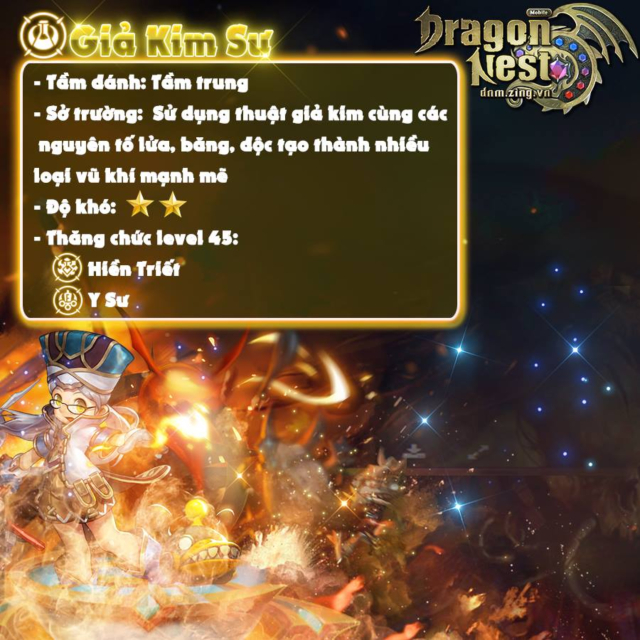 Giả Kim Sư
Mobile
Dragon
Nest
dnm.zing.vn
- Tầm đánh: Tầm trung
- Sở trường: Sử dụng thuật giả kim cùng các
nguyên tố lửa, băng, độc tạo thành nhiều
loại vũ khí mạnh mẽ
- Độ khó:
- Thăng chức level 45:
Hiền Triết
Y Sư